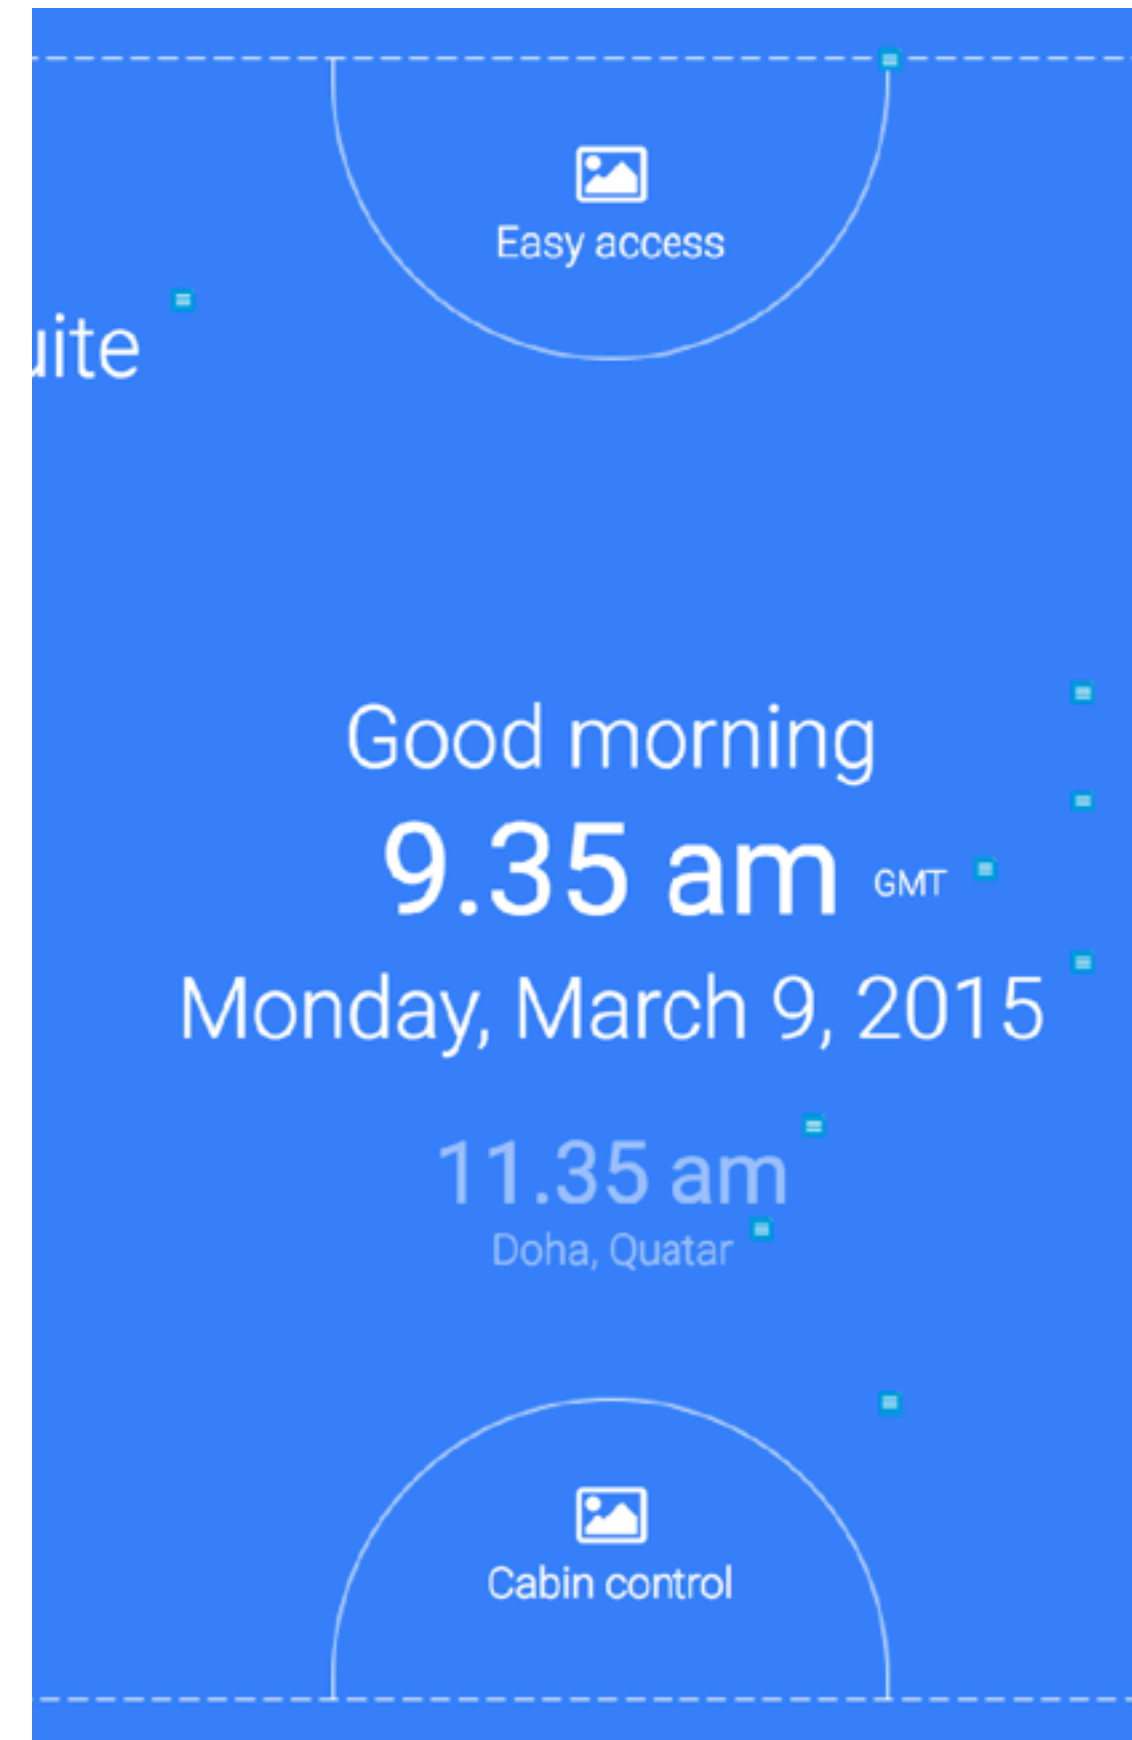 Easy access
uite
Good morning
9.35 am GMT
Monday, March 9, 2015
11.35 am
Doha, Quatar
Cabin control